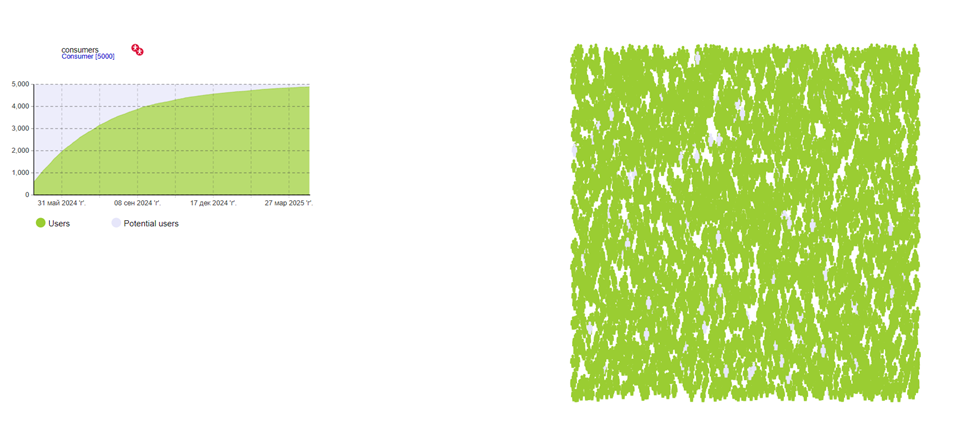 consumers
Consumer [5000]
5,000
4,000
3,000
2,000
1,000
0
31 май 2024 'г'. 08 сен 2024 'г'. 17 дек 2024 'г'. 27 мар 2025 'г'.
Users Potential users